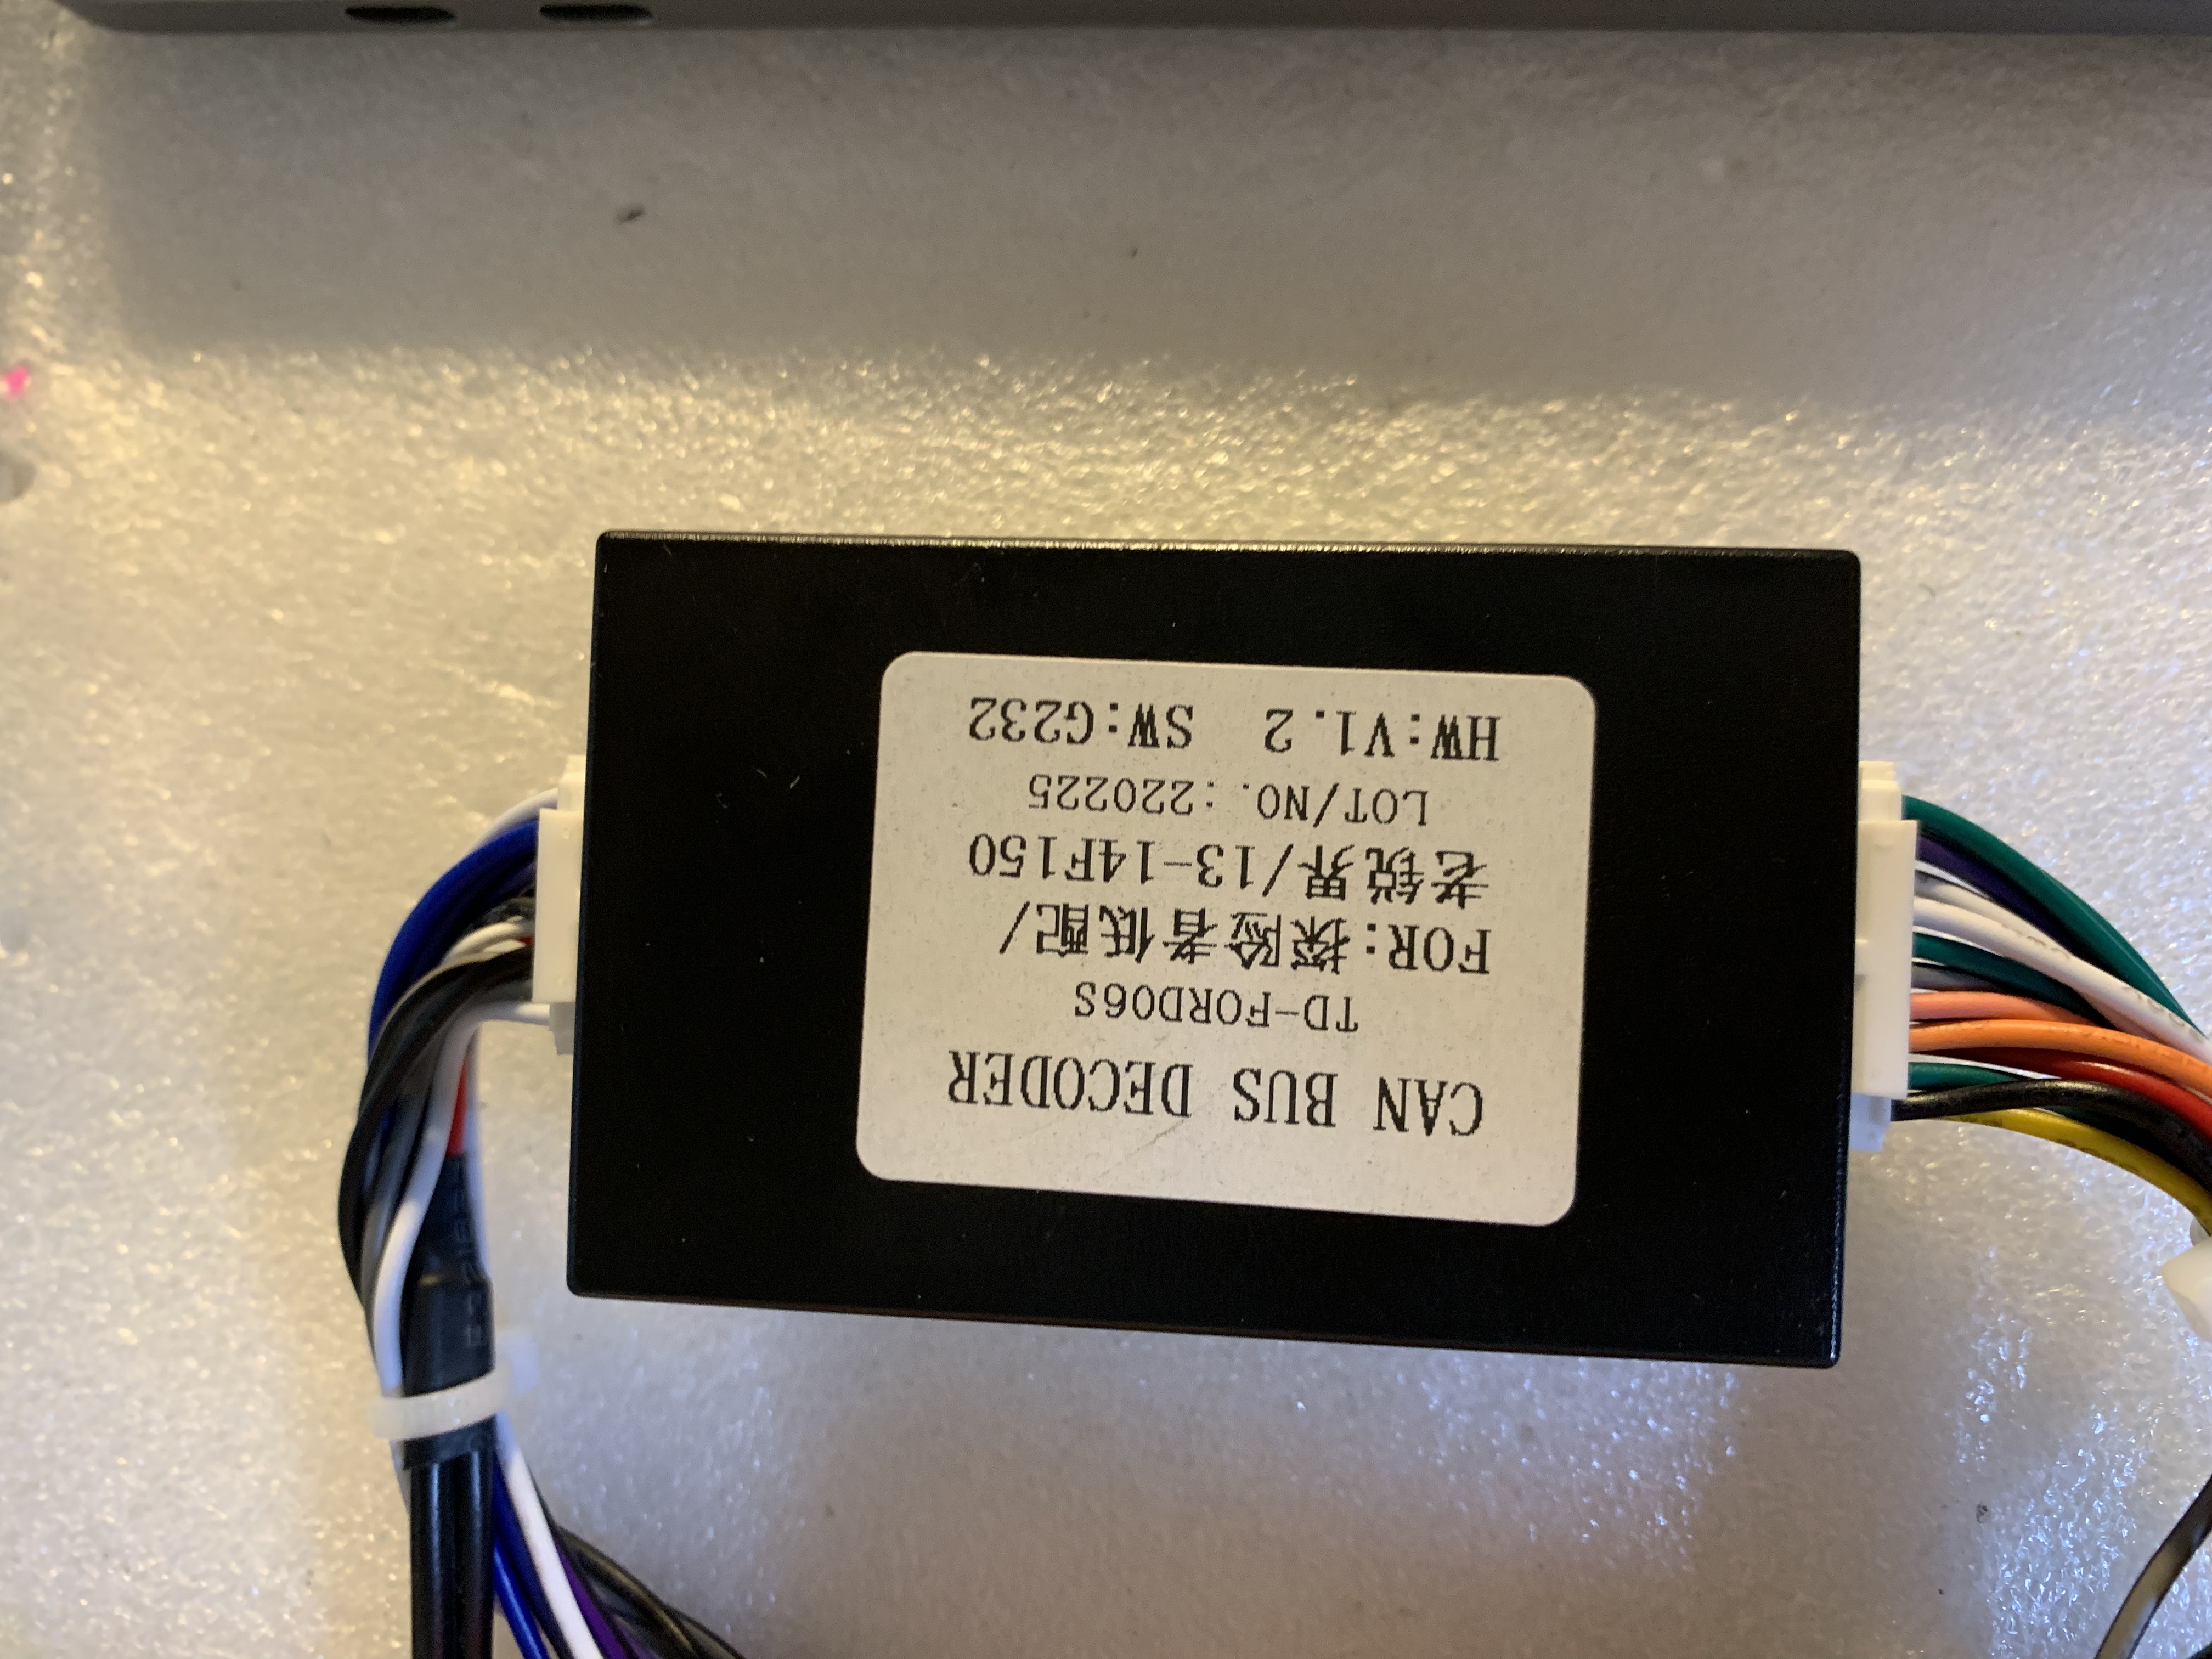 CAN BUS DECODER
TD-FORD06S
FOR:探险者低配/
老锐界/13-14F150
LOT/NO.:220225
HW:V1.2 SW:G232